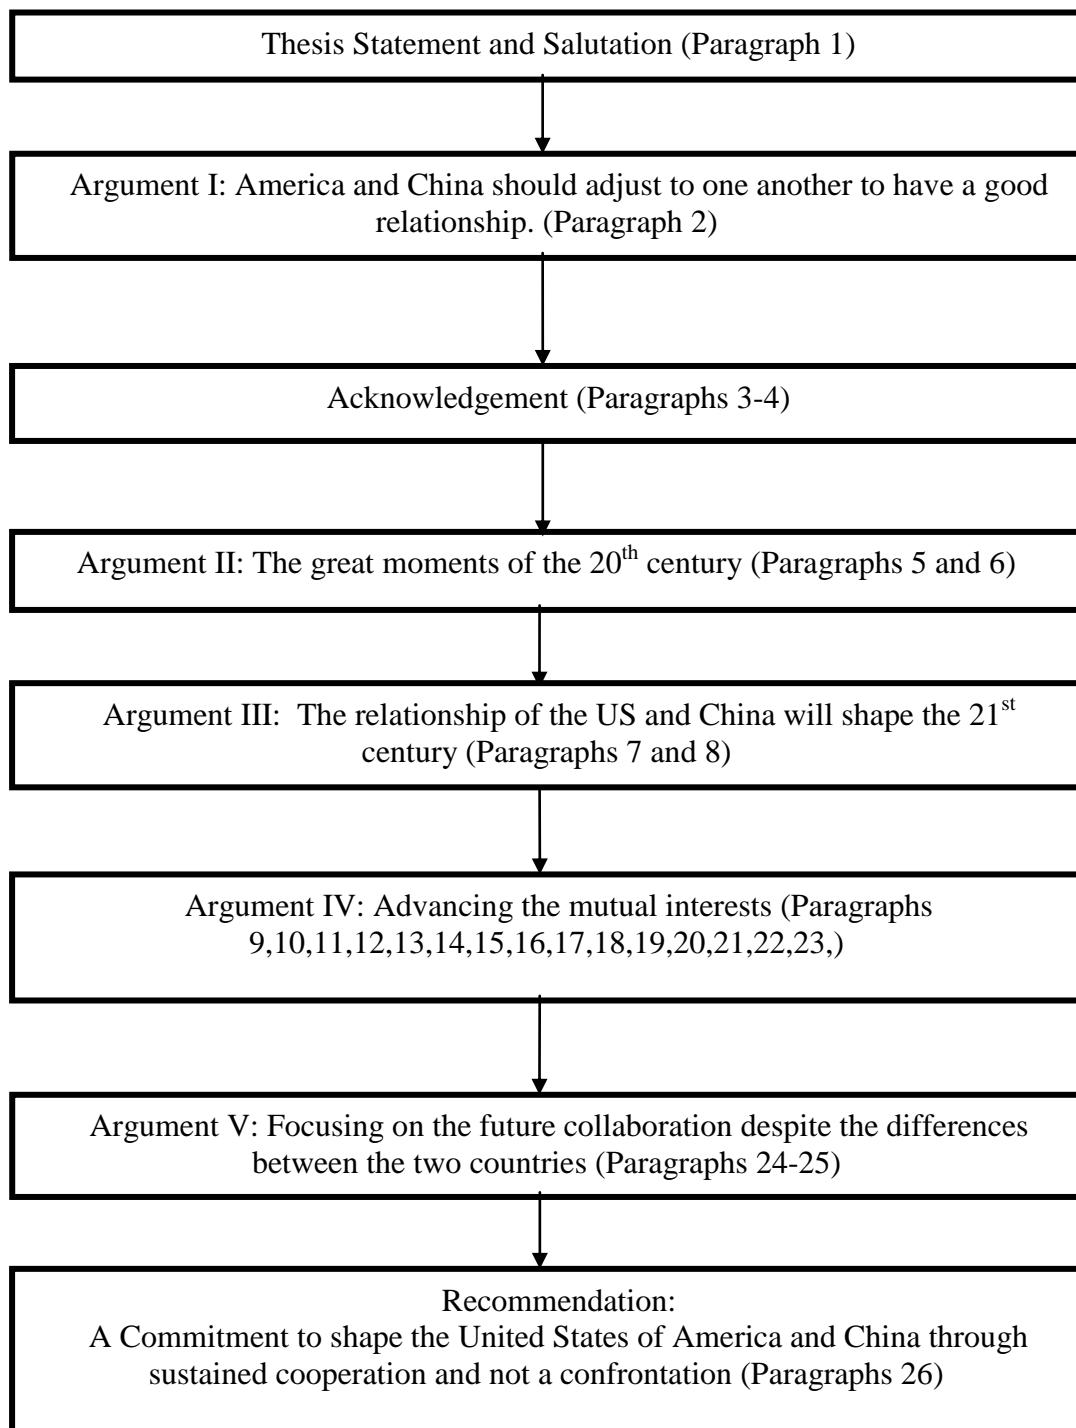 Thesis Statement and Salutation (Paragraph 1)
Argument I: America and China should adjust to one another to have a good
relationship. (Paragraph 2)
Acknowledgement (Paragraphs 3-4)
Argument II: The great moments of the 20th century (Paragraphs 5 and 6)
Argument III:  The relationship of the US and China will shape the 21st
century (Paragraphs 7 and 8)
Argument IV: Advancing the mutual interests (Paragraphs
9,10,11,12,13,14,15,16,17,18,19,20,21,22,23,)
Argument V: Focusing on the future collaboration despite the differences
between the two countries (Paragraphs 24-25)
Recommendation:
A Commitment to shape the United States of America and China through
sustained cooperation and not a confrontation (Paragraphs 26)